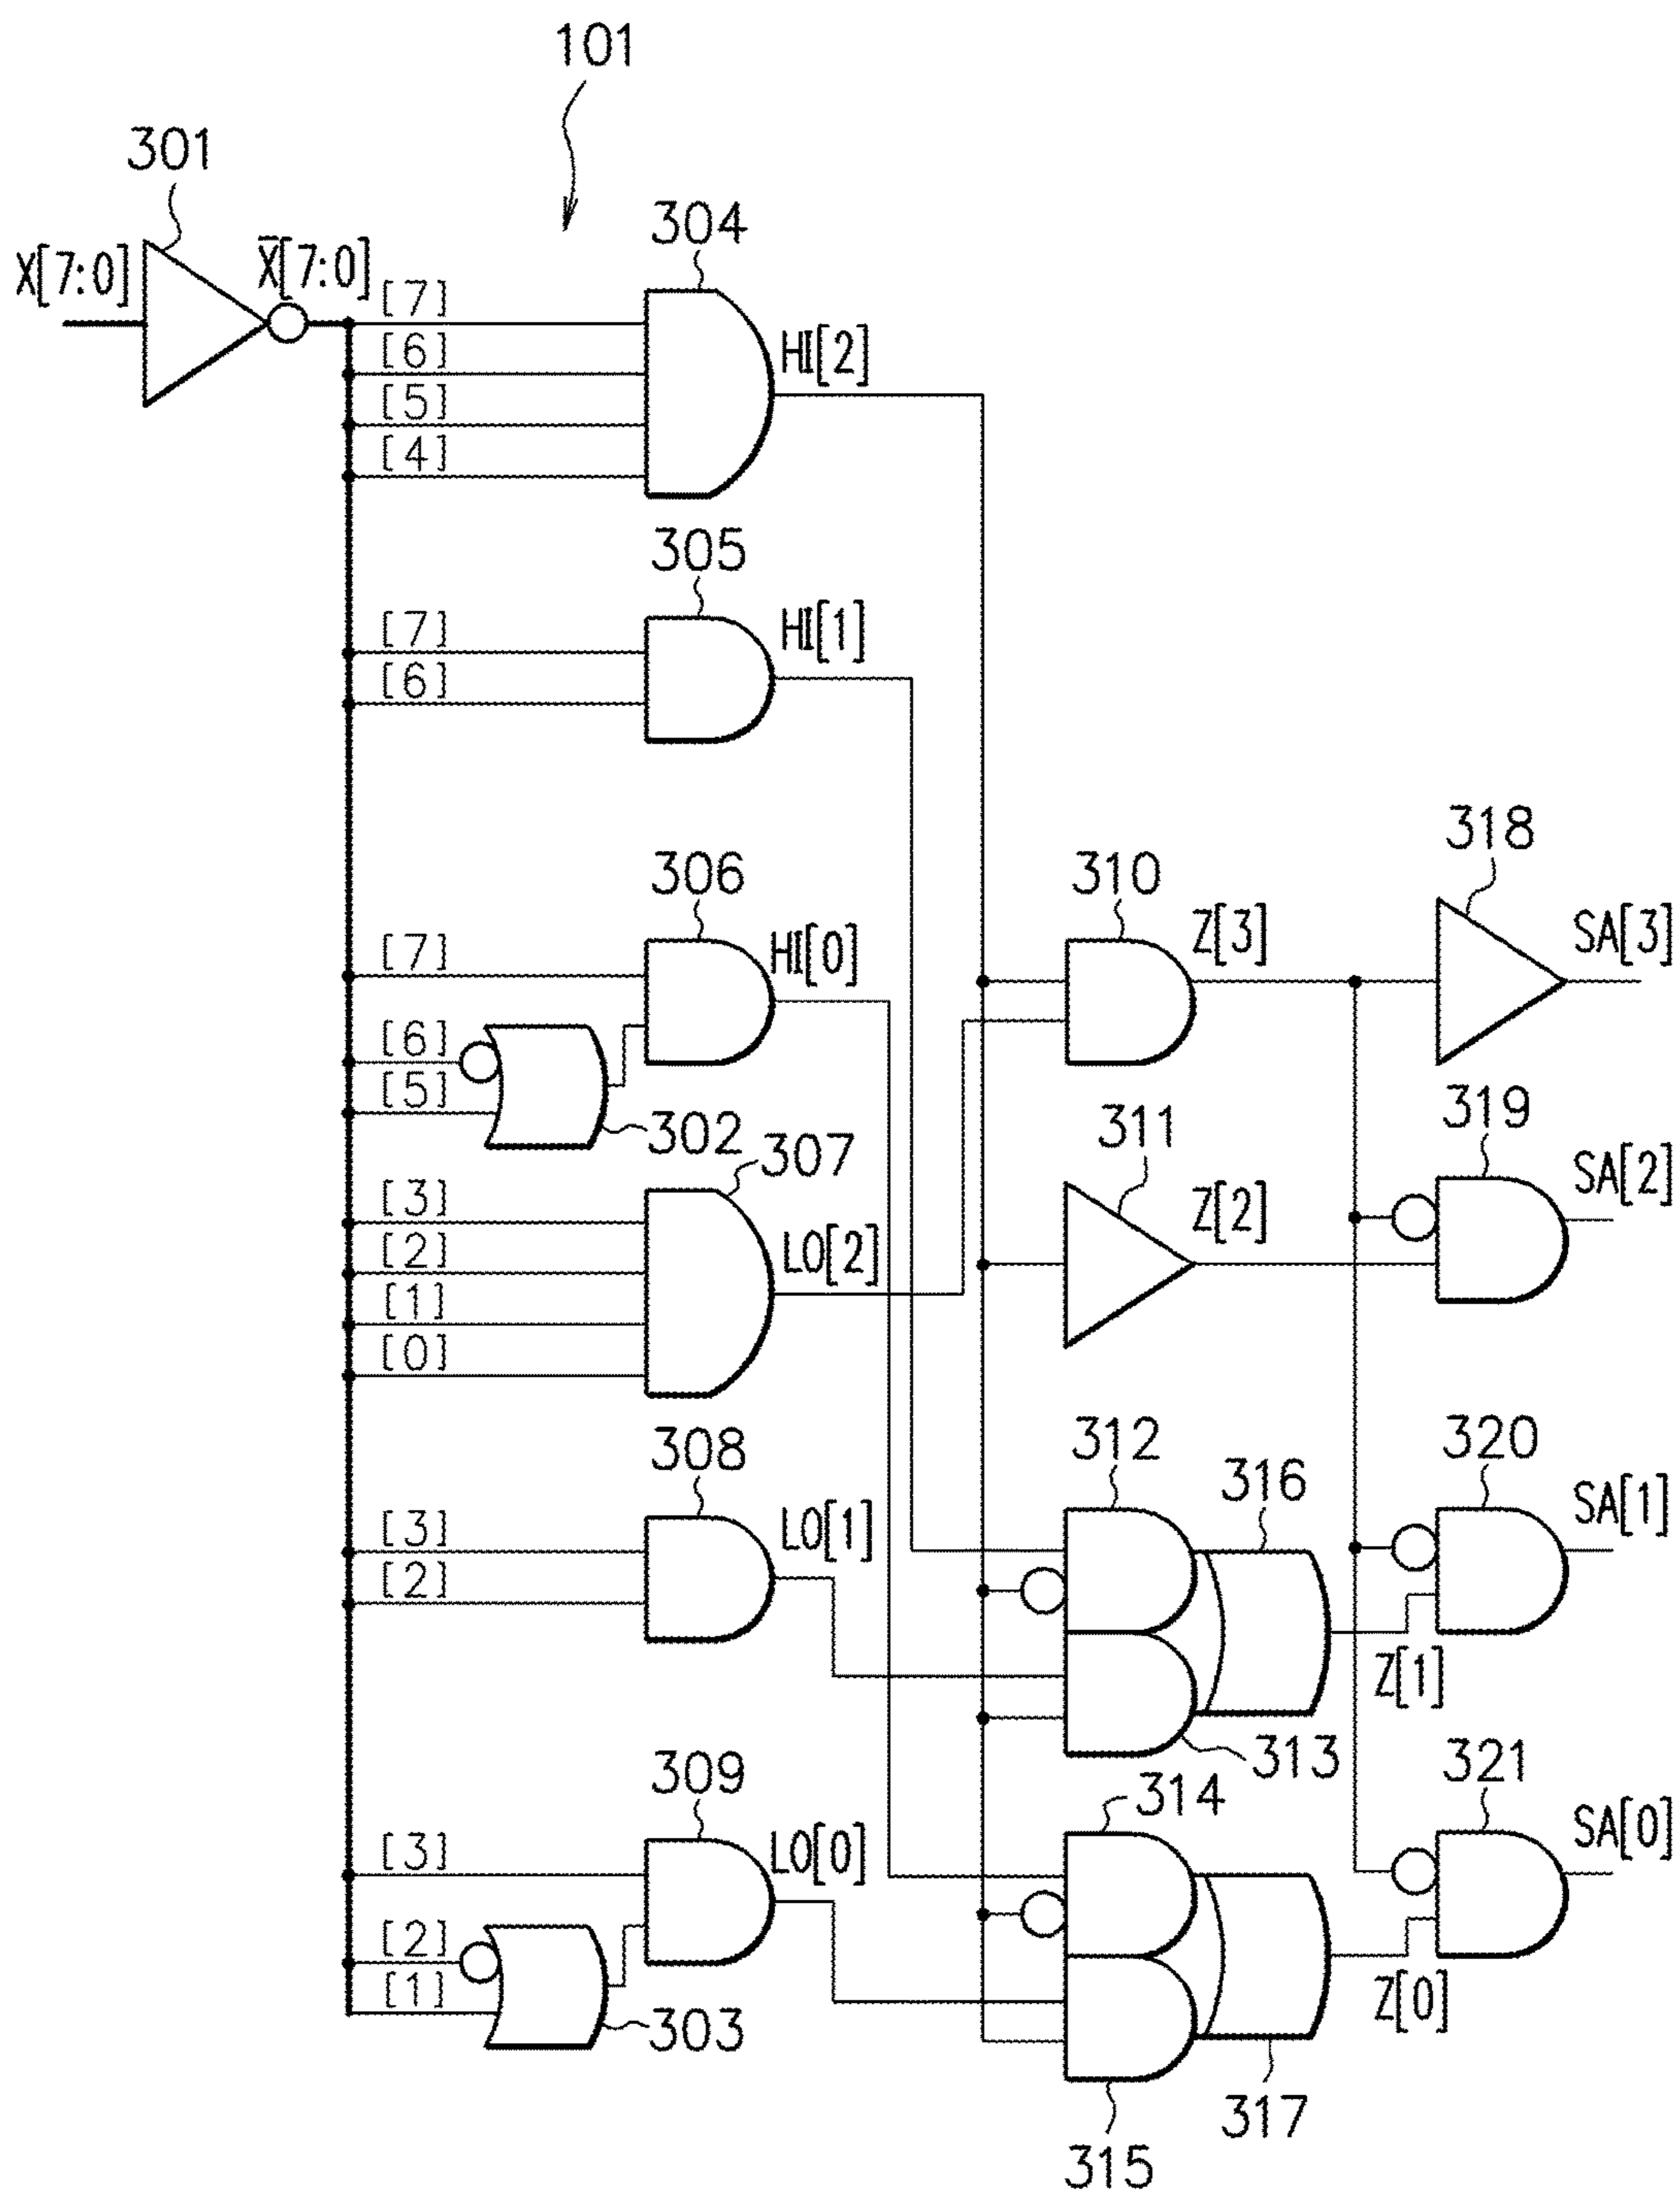 101
301
304
X[7:0]
X̅[7:0]
[7]
[6]
[5]
[4]
HI[2]
305
[7]
[6]
HI[1]
306
[7]
HI[0]
[6]
[5]
302
307
[3]
[2]
[1]
[0]
LO[2]
308
[3]
[2]
LO[1]
309
[3]
LO[0]
[2]
[1]
303
310
Z[3]
318
SA[3]
311
Z[2]
319
SA[2]
312
316
313
Z[1]
320
SA[1]
314
315
317
Z[0]
321
SA[0]